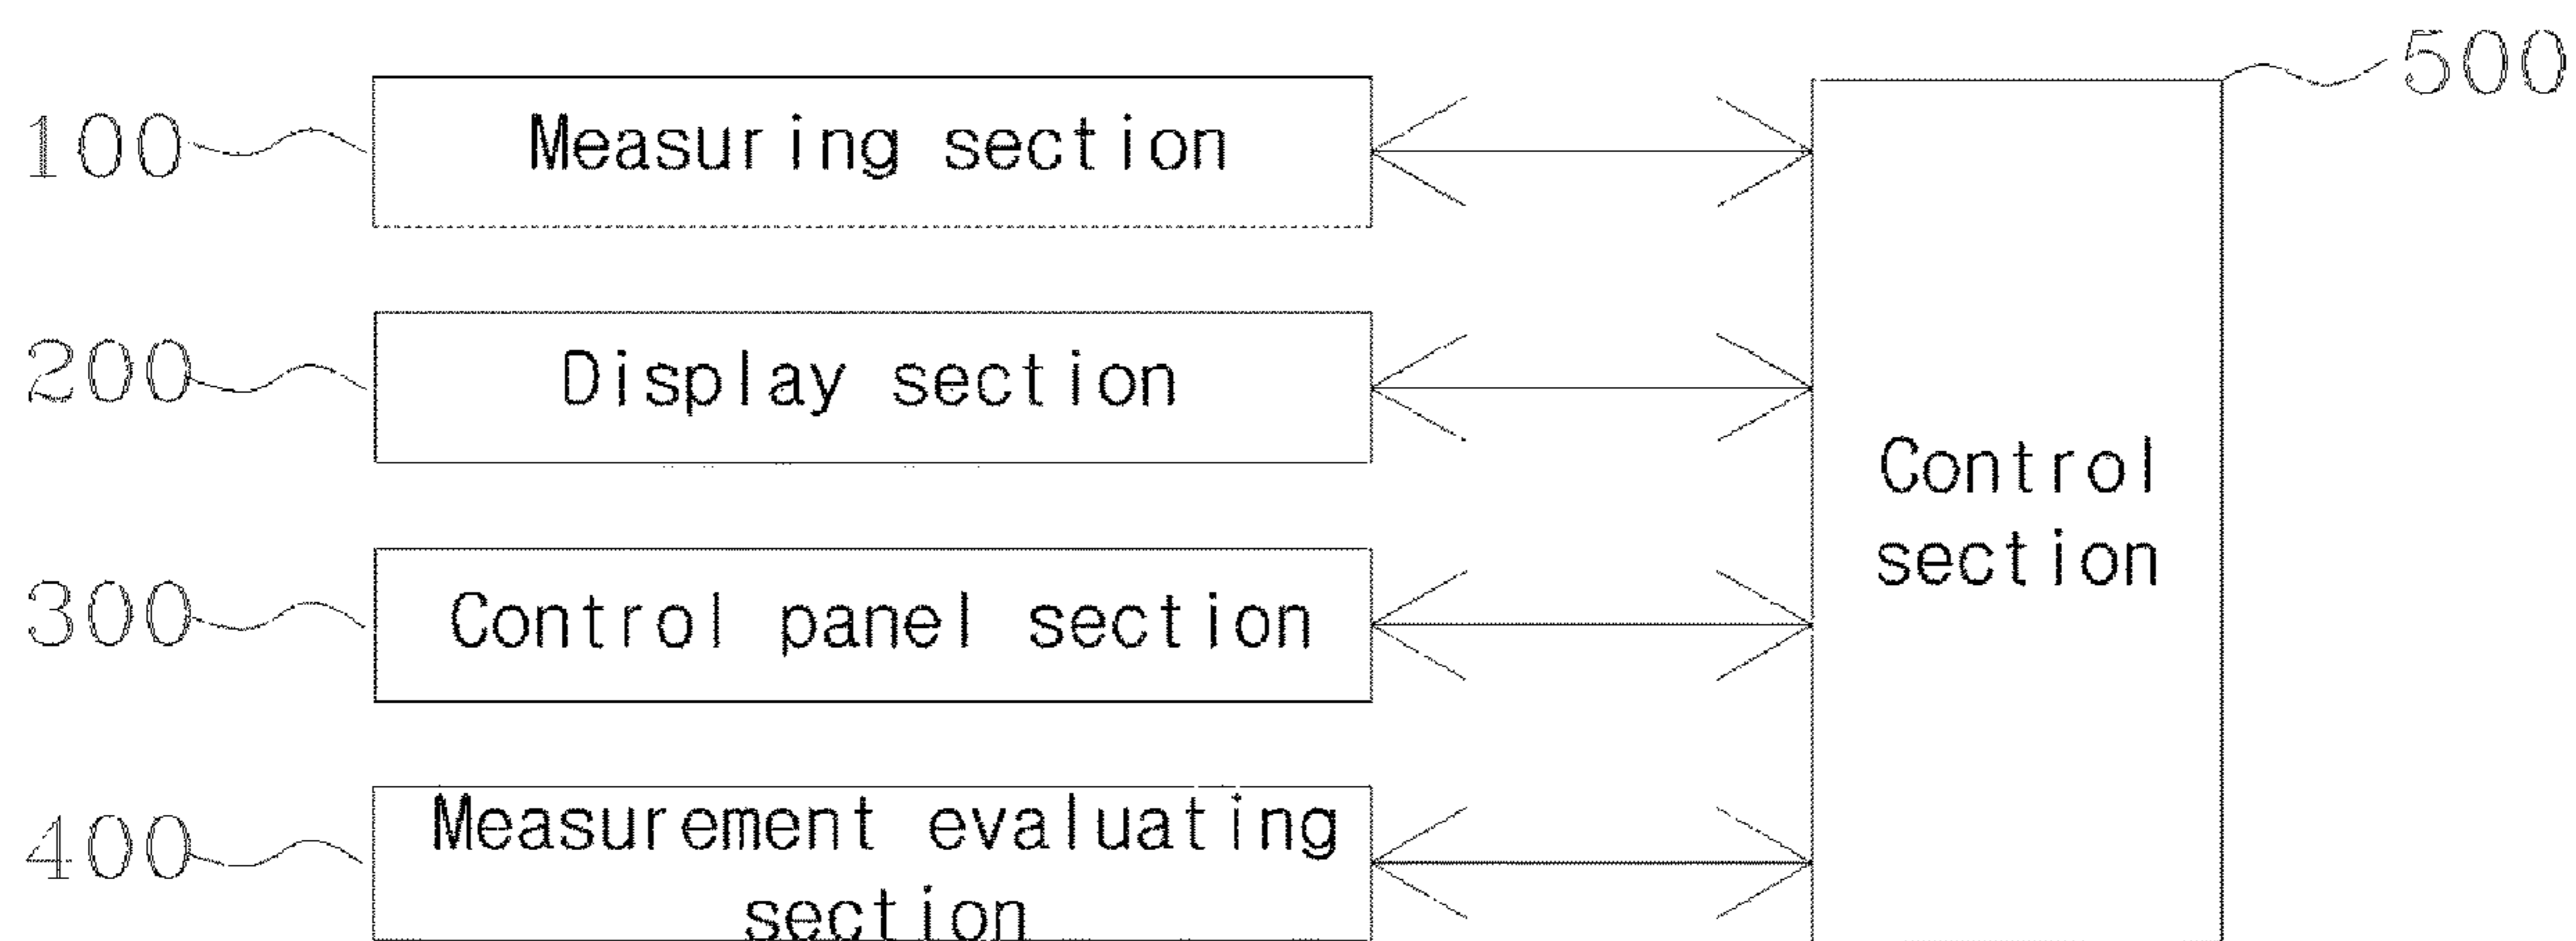 500
100 Measuring section
200 Display section
Control
section
300 Control panel section
400 Measurement evaluating
section